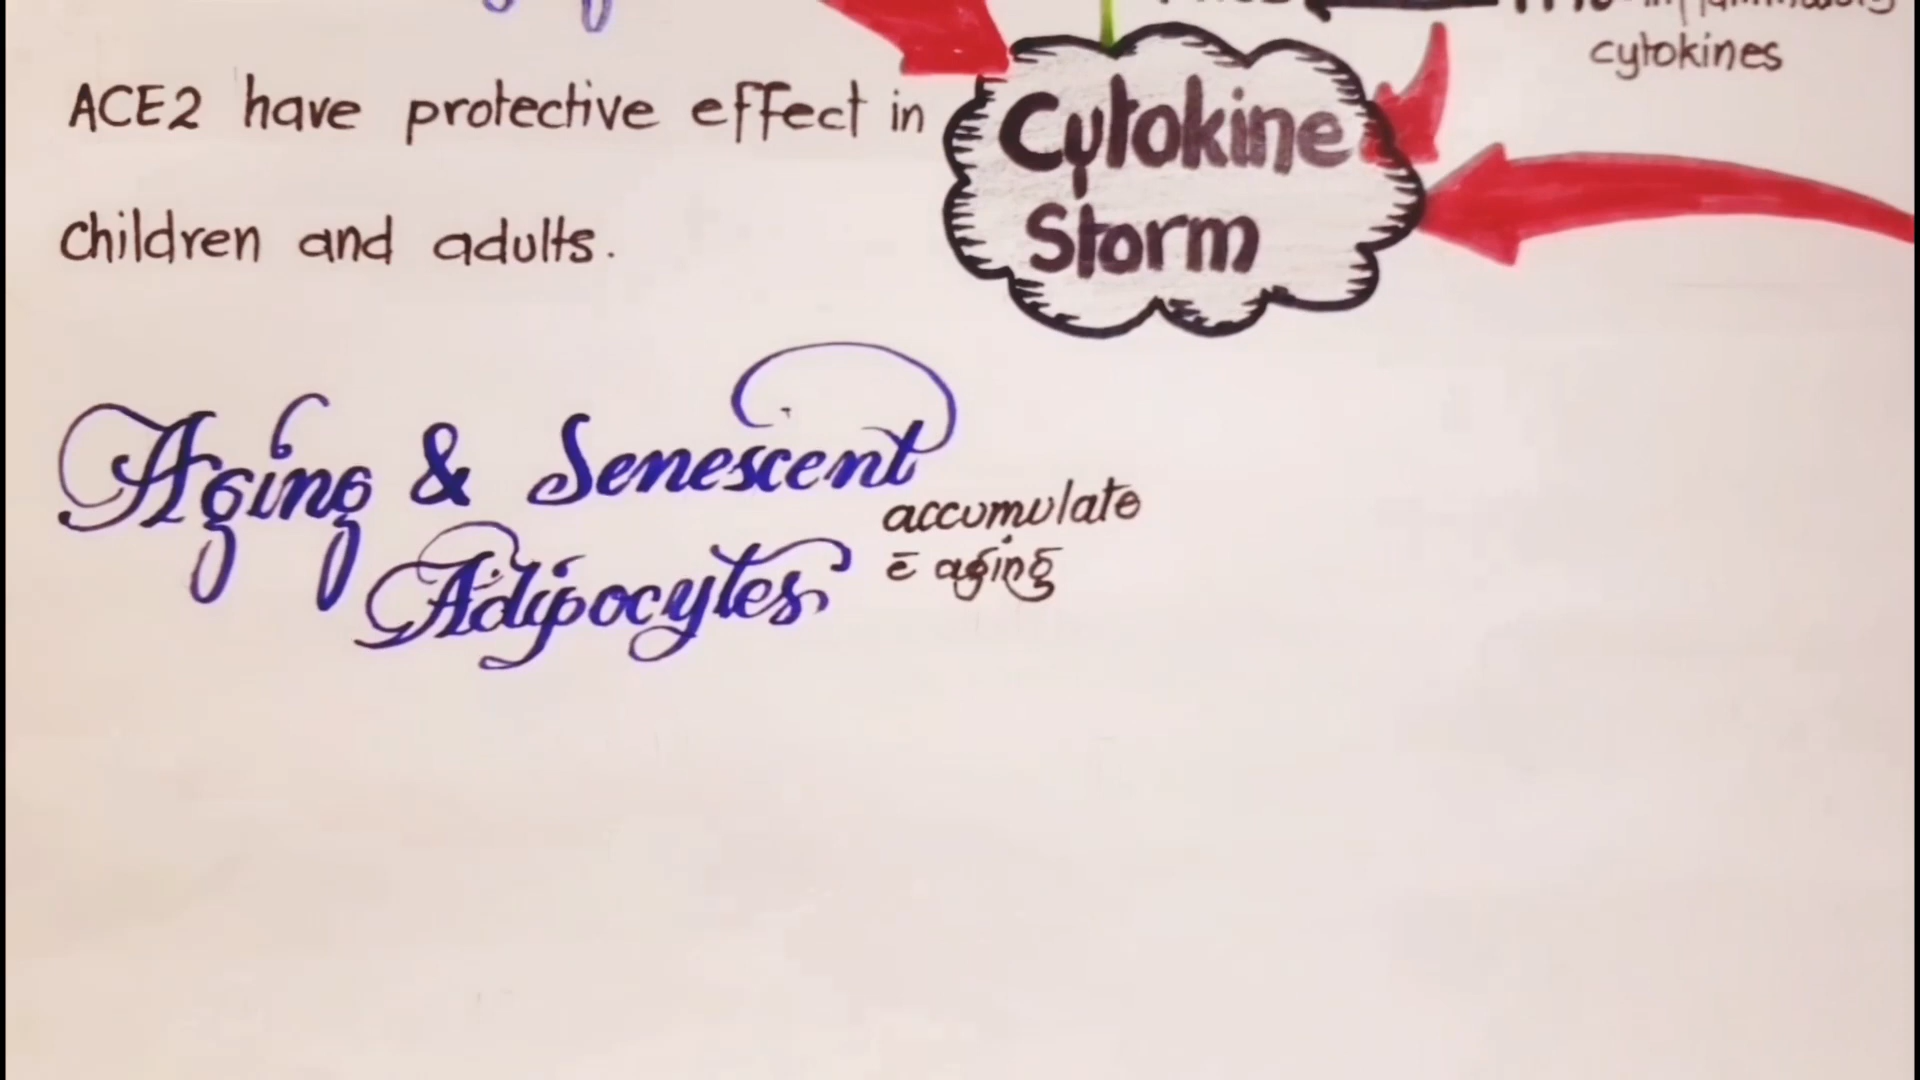 cytokines
ACE2 have protective effect in
children and adults.
Cytokine
Storm
Aging & Senescent
Adipocytes
accumulate
ē aging